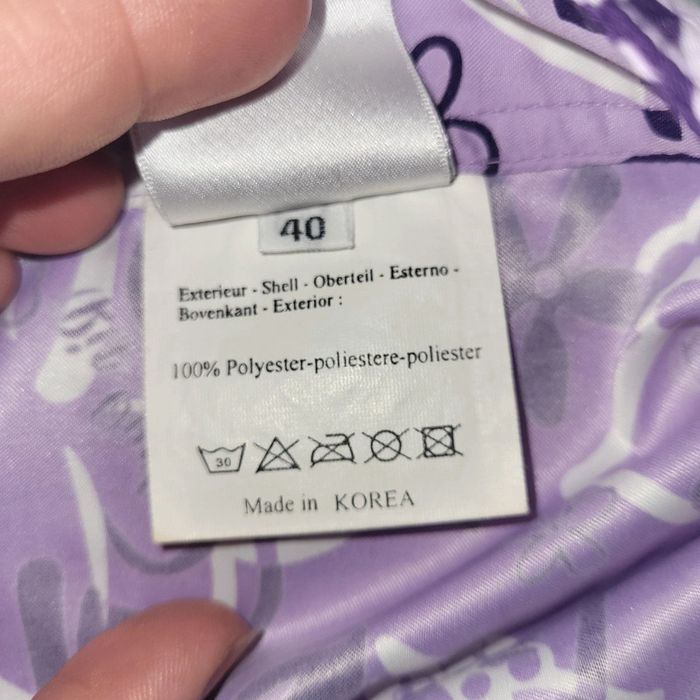 40
Exterieur - Shell - Oberteil - Esterno -
Bovenkant - Exterior :
100% Polyester-poliestere-poliester
30
Made in KOREA